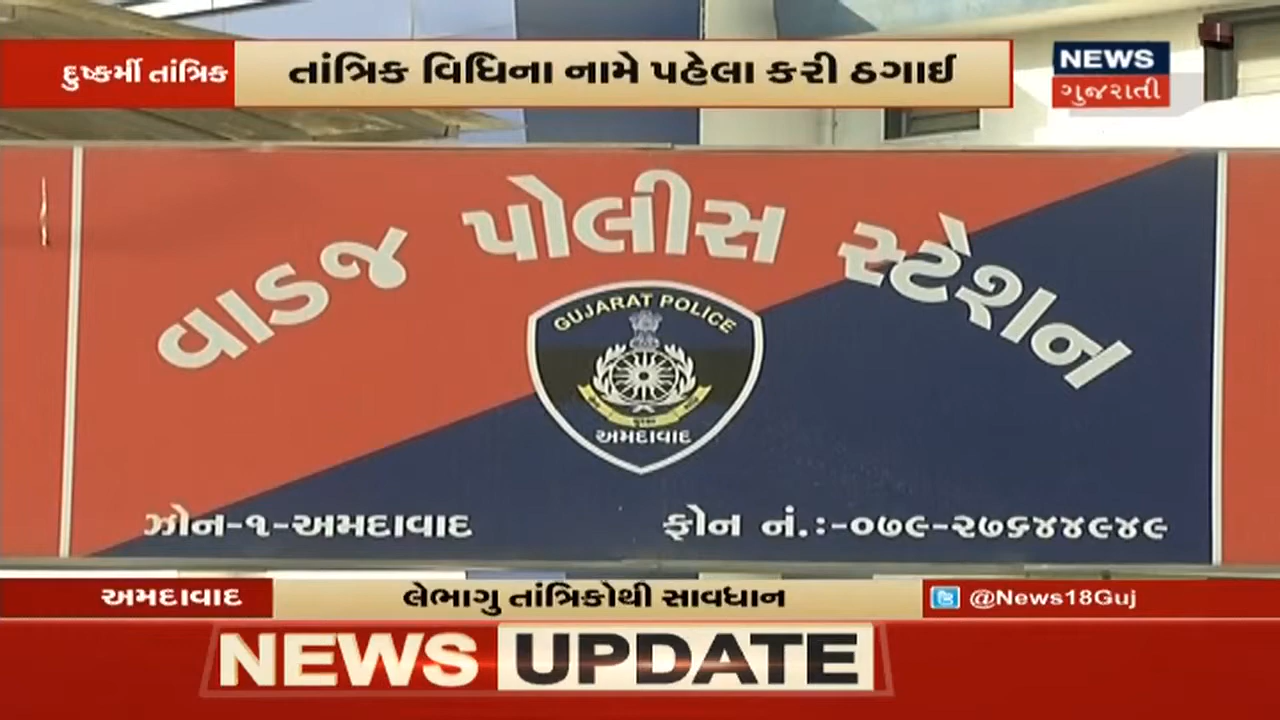 દુષ્કર્મી તાંત્રિક
તાંત્રિક વિધિના નામે પહેલા કરી ઠગાઈ
NEWS
ગુજરાતી
વાડજ પોલીસ સ્ટેશન
GUJARAT POLICE
અમદાવાદ
ઝોન-૧-અમદાવાદ
ફોન નં.:-૦૭૯-૨૭૬૪૪૯૪૯
અમદાવાદ
લેભાગુ તાંત્રિકોથી સાવધાન
@News18Guj
NEWS UPDATE